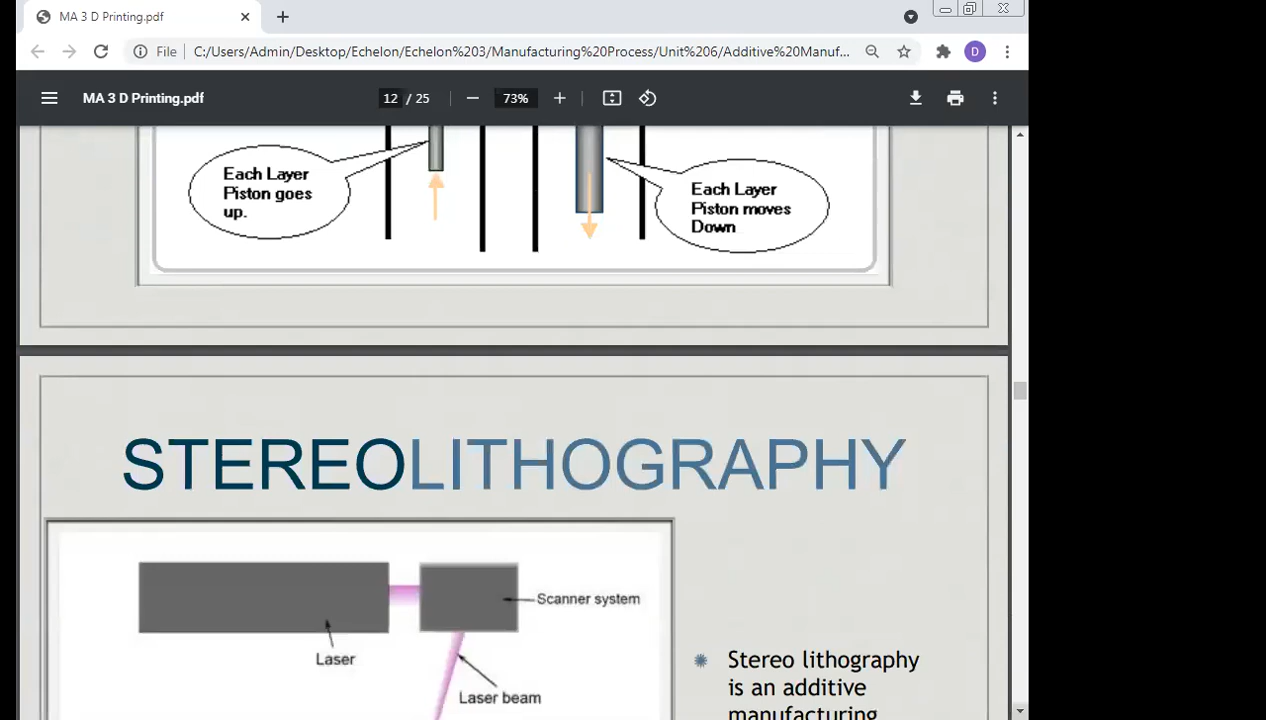 MA 3 D Printing.pdf
File C:/Users/Admin/Desktop/Echelon/Echelon%203/Manufacturing%20Process/Unit%206/Additive%20Manuf...
D
MA 3 D Printing.pdf
12 / 25
73%
Each Layer
Piston goes
up.
Each Layer
Piston moves
Down
STEREOLITHOGRAPHY
Scanner system
Laser
Laser beam
Stereo lithography
is an additive
manufacturing